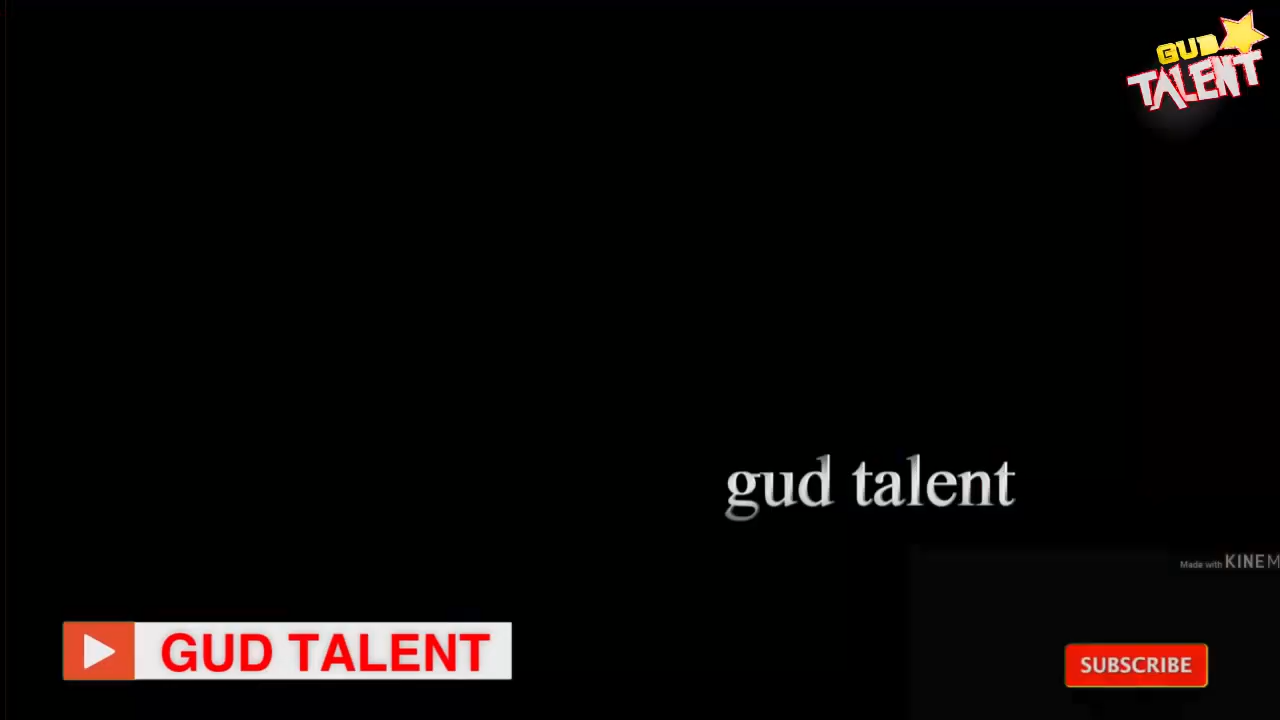 GUD
TALENT
gud talent
Made with KINEM
GUD TALENT
SUBSCRIBE